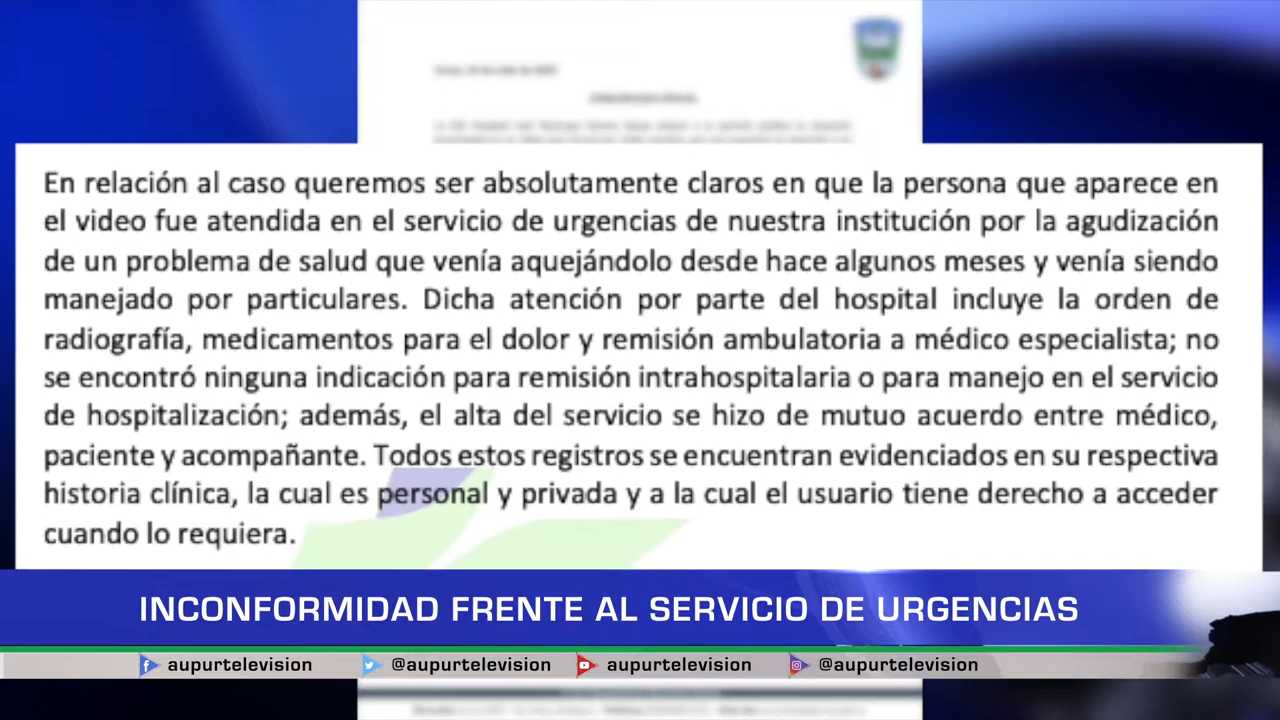 En relación al caso queremos ser absolutamente claros en que la persona que aparece en
el video fue atendida en el servicio de urgencias de nuestra institución por la agudización
de un problema de salud que venía aquejándolo desde hace algunos meses y venía siendo
manejado por particulares. Dicha atención por parte del hospital incluye la orden de
radiografía, medicamentos para el dolor y remisión ambulatoria a médico especialista; no
se encontró ninguna indicación para remisión intrahospitalaria o para manejo en el servicio
de hospitalización; además, el alta del servicio se hizo de mutuo acuerdo entre médico,
paciente y acompañante. Todos estos registros se encuentran evidenciados en su respectiva
historia clínica, la cual es personal y privada y a la cual el usuario tiene derecho a acceder
cuando lo requiera.
INCONFORMIDAD FRENTE AL SERVICIO DE URGENCIAS
aupurtelevision @aupurtelevision aupurtelevision @aupurtelevision